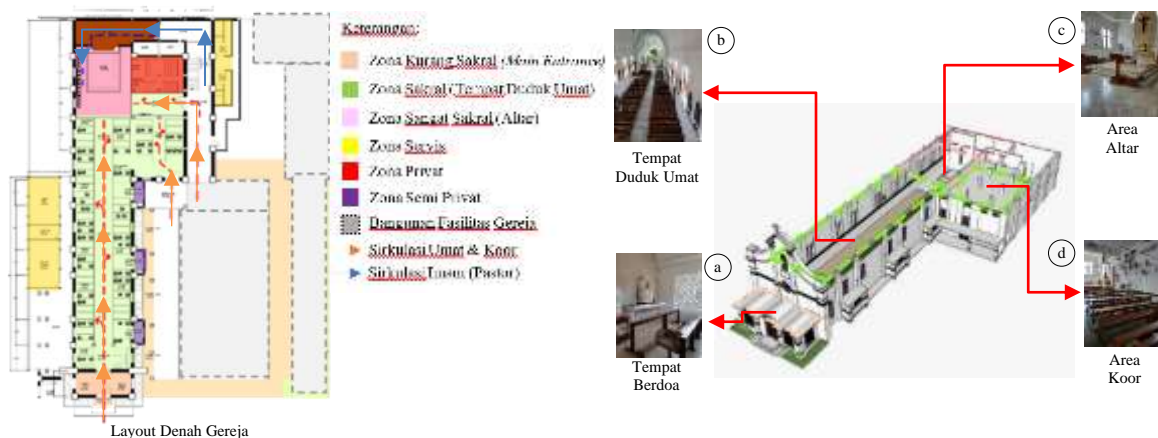 Keterangan:
Zona Kurang Sakral (Main Entrance)
Zona Sakral (Tempat Duduk Umat)
Zona Sangat Sakral (Altar)
Zona Servis
Zona Privat
Zona Semi Privat
Bangunan Fasilitas Gereja
Sirkulasi Umat & Koor
Sirkulasi Imam (Pastor)
Layout Denah Gereja
b
Tempat
Duduk Umat
a
Tempat
Berdoa
c
Area
Altar
d
Area
Koor